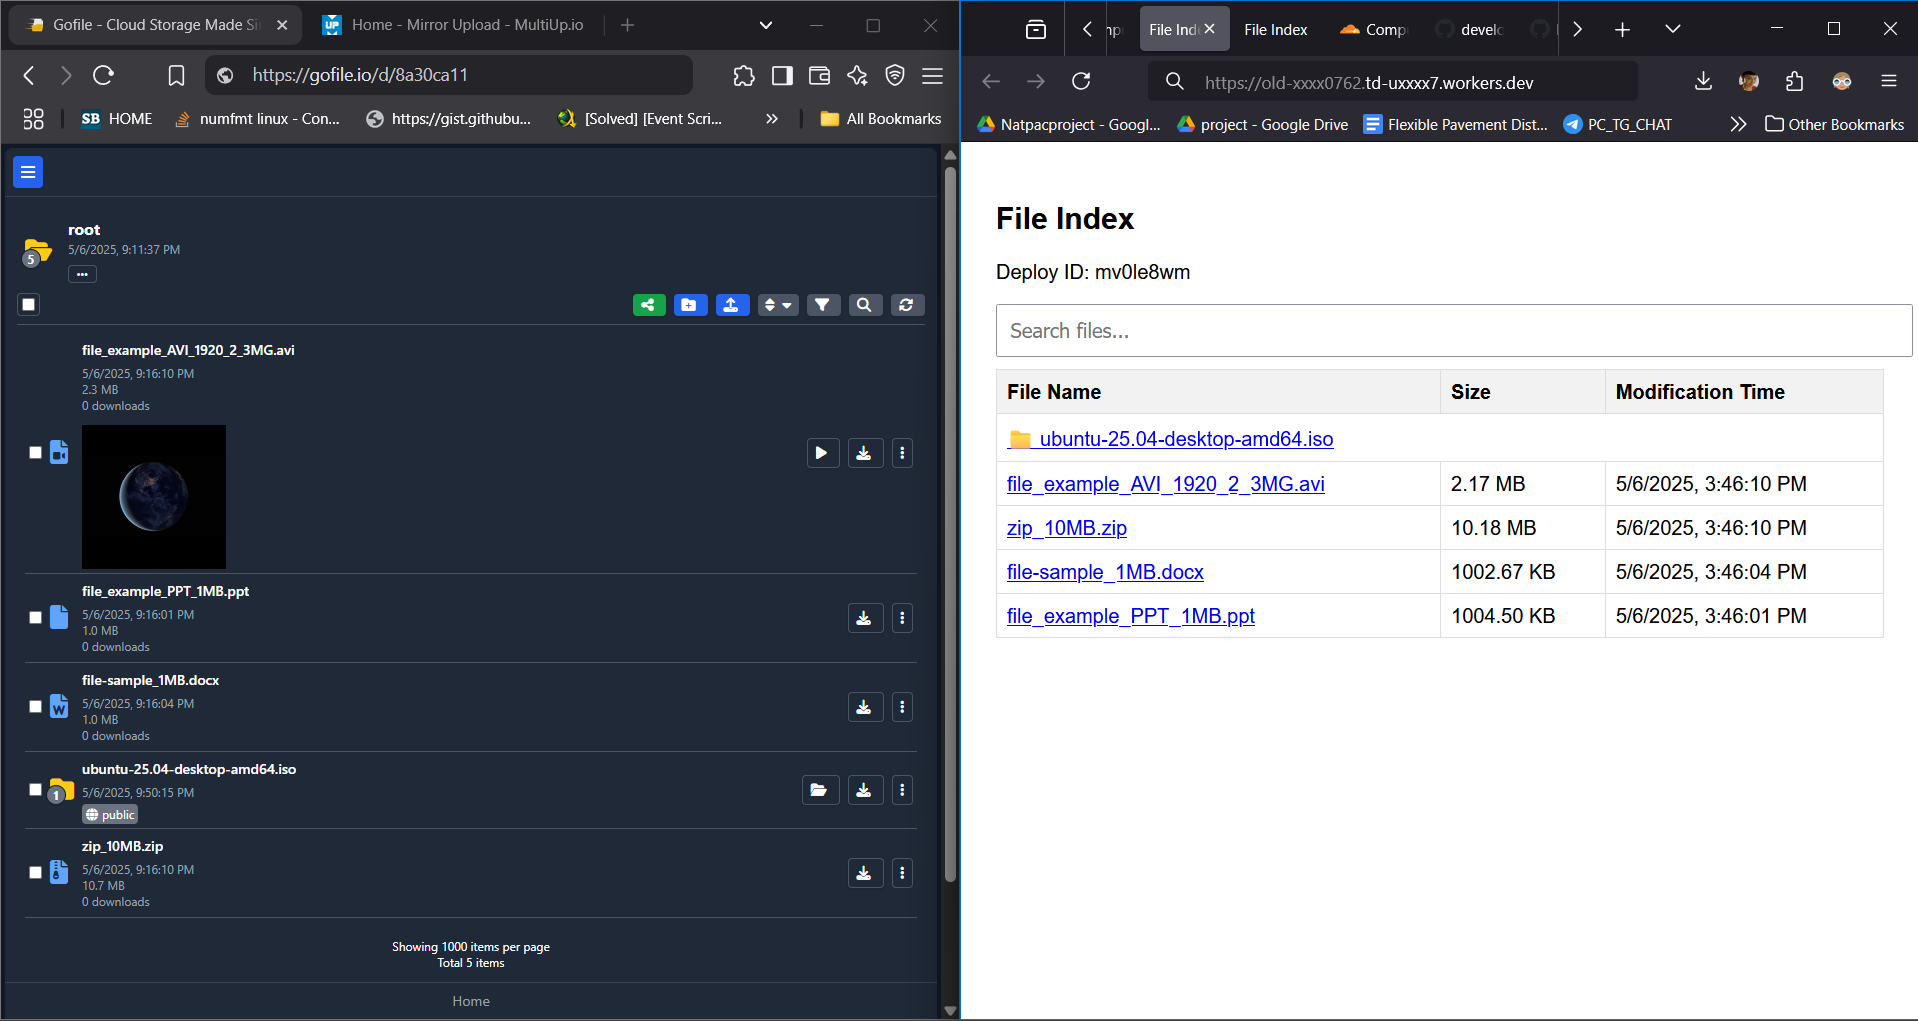 Gofile - Cloud Storage Made Si
Home - Mirror Upload - MultiUp.io
https://gofile.io/d/8a30ca11
SB HOME
numfmt linux - Con...
https://gist.githubu...
[Solved] [Event Scri...
All Bookmarks
root
5/6/2025, 9:11:37 PM
5
file_example_AVI_1920_2_3MG.avi
5/6/2025, 9:16:10 PM
2.3 MB
0 downloads
file_example_PPT_1MB.ppt
5/6/2025, 9:16:01 PM
1.0 MB
0 downloads
file-sample_1MB.docx
5/6/2025, 9:16:04 PM
W
1.0 MB
0 downloads
ubuntu-25.04-desktop-amd64.iso
5/6/2025, 9:50:15 PM
1
public
zip_10MB.zip
5/6/2025, 9:16:10 PM
10.7 MB
0 downloads
Showing 1000 items per page
Total 5 items
Home
File Ind
File Index
Comp
develo
https://old-xxxx0762.td-uxxxx7.workers.dev
Natpacproject - Googl...
project - Google Drive
Flexible Pavement Dist...
PC_TG_CHAT
Other Bookmarks
File Index
Deploy ID: mv0le8wm
Search files...
File Name Size Modification Time
ubuntu-25.04-desktop-amd64.iso
file_example_AVI_1920_2_3MG.avi 2.17 MB 5/6/2025, 3:46:10 PM
zip_10MB.zip 10.18 MB 5/6/2025, 3:46:10 PM
file-sample_1MB.docx 1002.67 KB 5/6/2025, 3:46:04 PM
file_example_PPT_1MB.ppt 1004.50 KB 5/6/2025, 3:46:01 PM